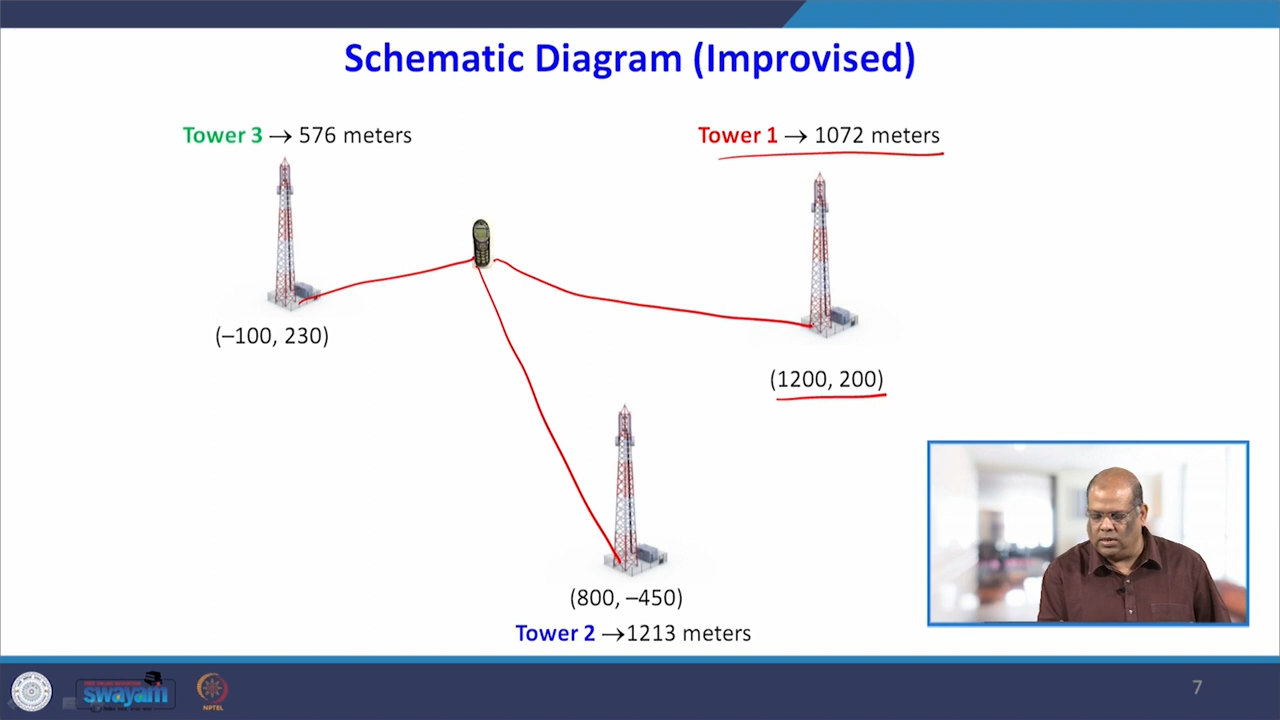 Schematic Diagram (Improvised)
Tower 3 → 576 meters
Tower 1 → 1072 meters
(–100, 230)
(1200, 200)
(800, –450)
Tower 2 →1213 meters
swayam
NPTEL
7